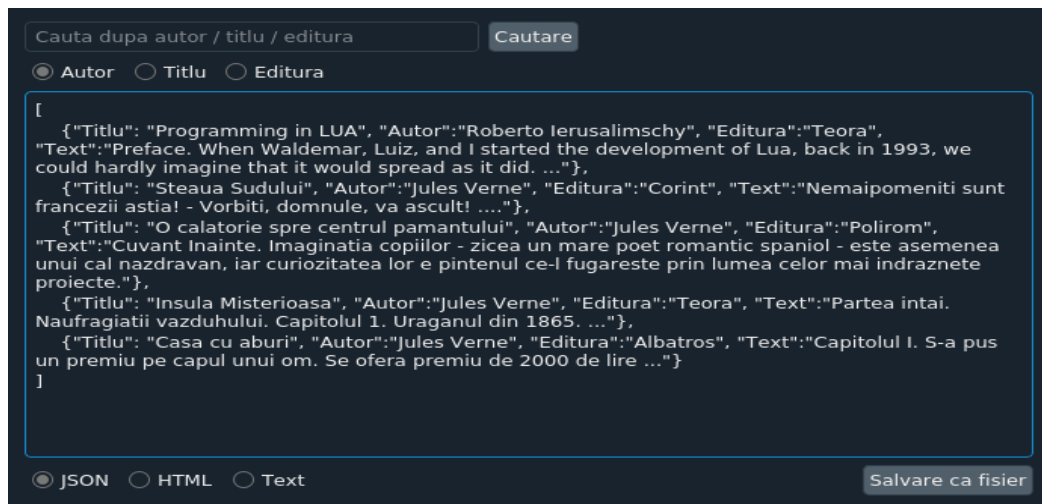 Cauta dupa autor / titlu / editura Cautare
Autor Titlu Editura
[
{"Titlu": "Programming in LUA", "Autor":"Roberto Ierusalimschy", "Editura":"Teora",
"Text":"Preface. When Waldemar, Luiz, and I started the development of Lua, back in 1993, we
could hardly imagine that it would spread as it did. ..."},
{"Titlu": "Steaua Sudului", "Autor":"Jules Verne", "Editura":"Corint", "Text":"Nemaipomeniti sunt
francezii astia! - Vorbiti, domnule, va ascult! ...."},
{"Titlu": "O calatorie spre centrul pamantului", "Autor":"Jules Verne", "Editura":"Polirom",
"Text":"Cuvant Inainte. Imaginatia copiilor - zicea un mare poet romantic spaniol - este asemenea
unui cal nazdravan, iar curiozitatea lor e pintenul ce-l fugareste prin lumea celor mai indraznete
proiecte."},
{"Titlu": "Insula Misterioasa", "Autor":"Jules Verne", "Editura":"Teora", "Text":"Partea intai.
Naufragiatii vazduhului. Capitolul 1. Uraganul din 1865. ..."},
{"Titlu": "Casa cu aburi", "Autor":"Jules Verne", "Editura":"Albatros", "Text":"Capitolul I. S-a pus
un premiu pe capul unui om. Se ofera premiu de 2000 de lire ..."}
]
JSON HTML Text Salvare ca fisier